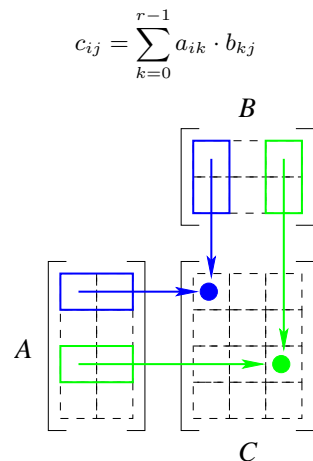 c_{ij} = \sum_{k=0}^{r-1} a_{ik} \cdot b_{kj}
B
A
C